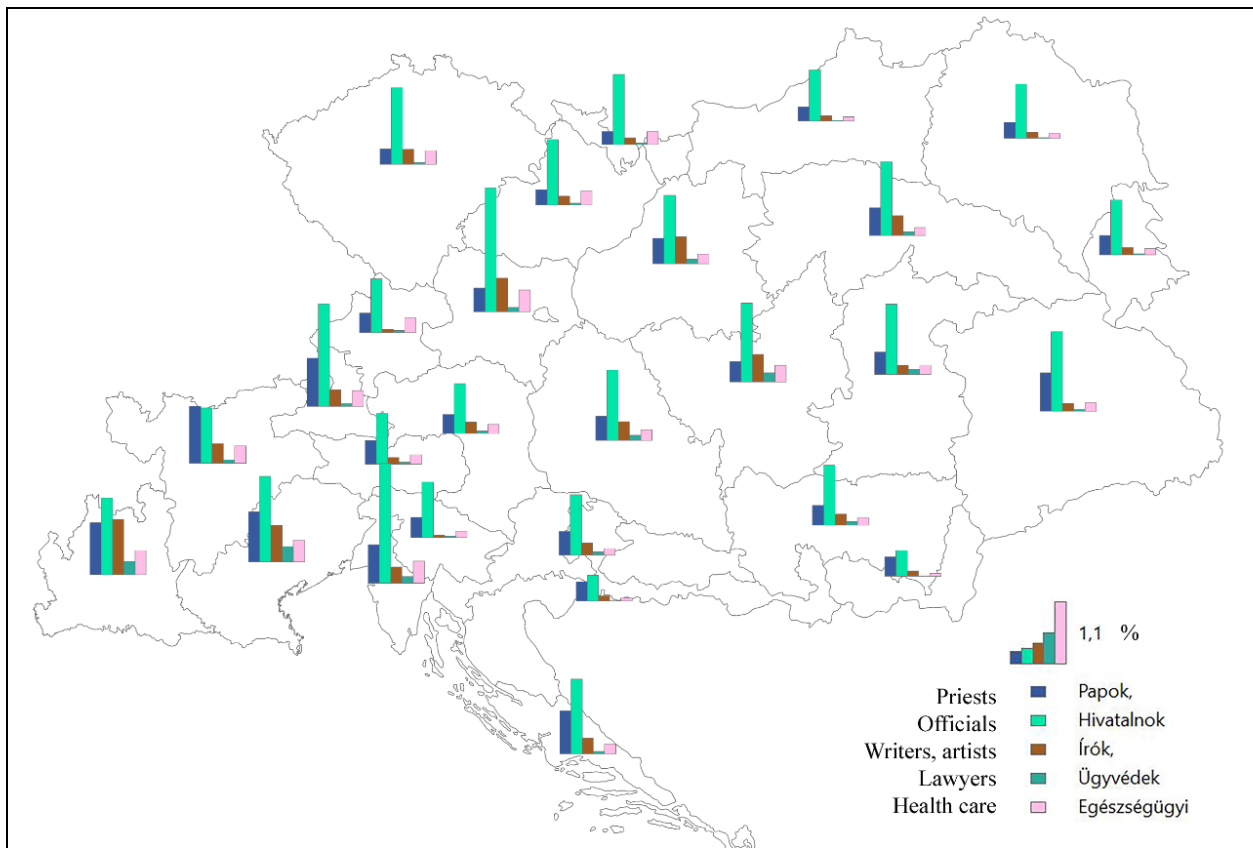 1,1 %
Priests Papok,
Officials Hivatalnok
Writers, artists Írók,
Lawyers Ügyvédek
Health care Egészségügyi